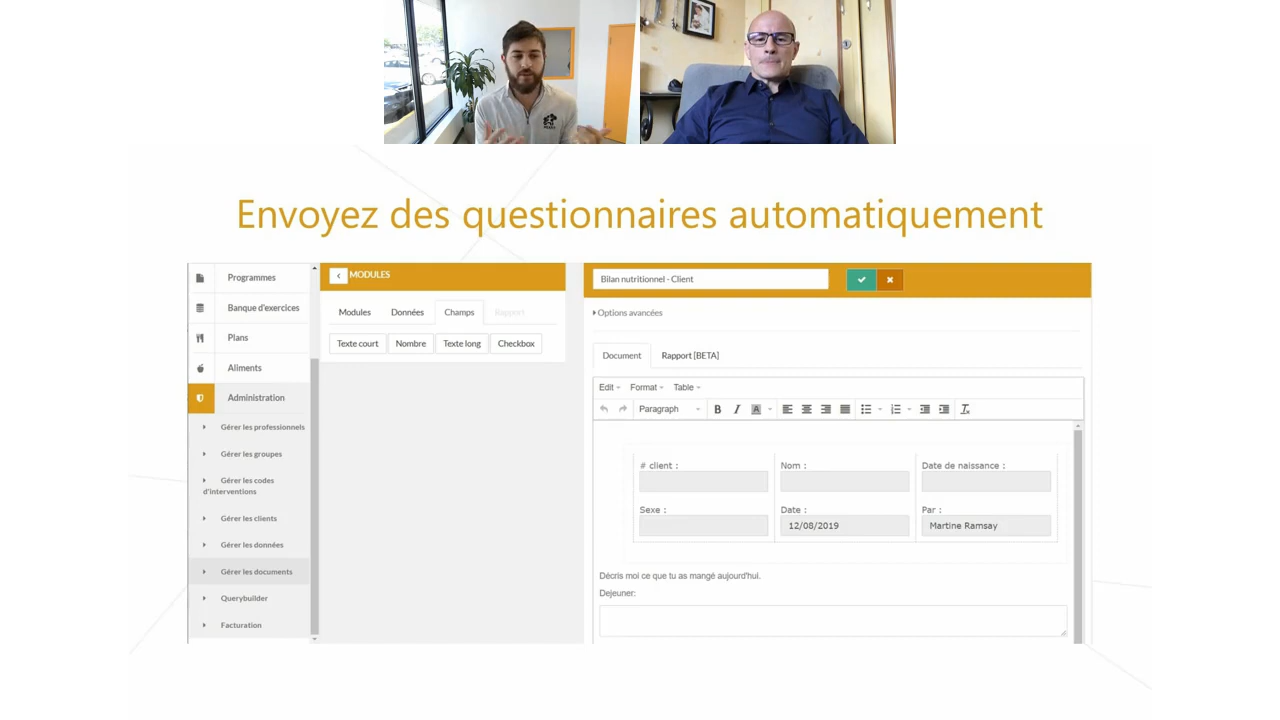 Envoyez des questionnaires automatiquement
Programmes
Banque d'exercices
Plans
Aliments
Administration
Gérer les professionnels
Gérer les groupes
Gérer les codes
d'interventions
Gérer les clients
Gérer les données
Gérer les documents
Querybuilder
Facturation
MODULES
Modules Données Champs Rapport
Texte court Nombre Texte long Checkbox
Bilan nutritionnel - Client
Options avancées
Document Rapport [BETA]
Edit Format Table
Paragraph B I A
# client : Nom : Date de naissance :
Sexe : Date : Par :
12/08/2019 Martine Ramsay
Décris moi ce que tu as mangé aujourd'hui.
Dejeuner: